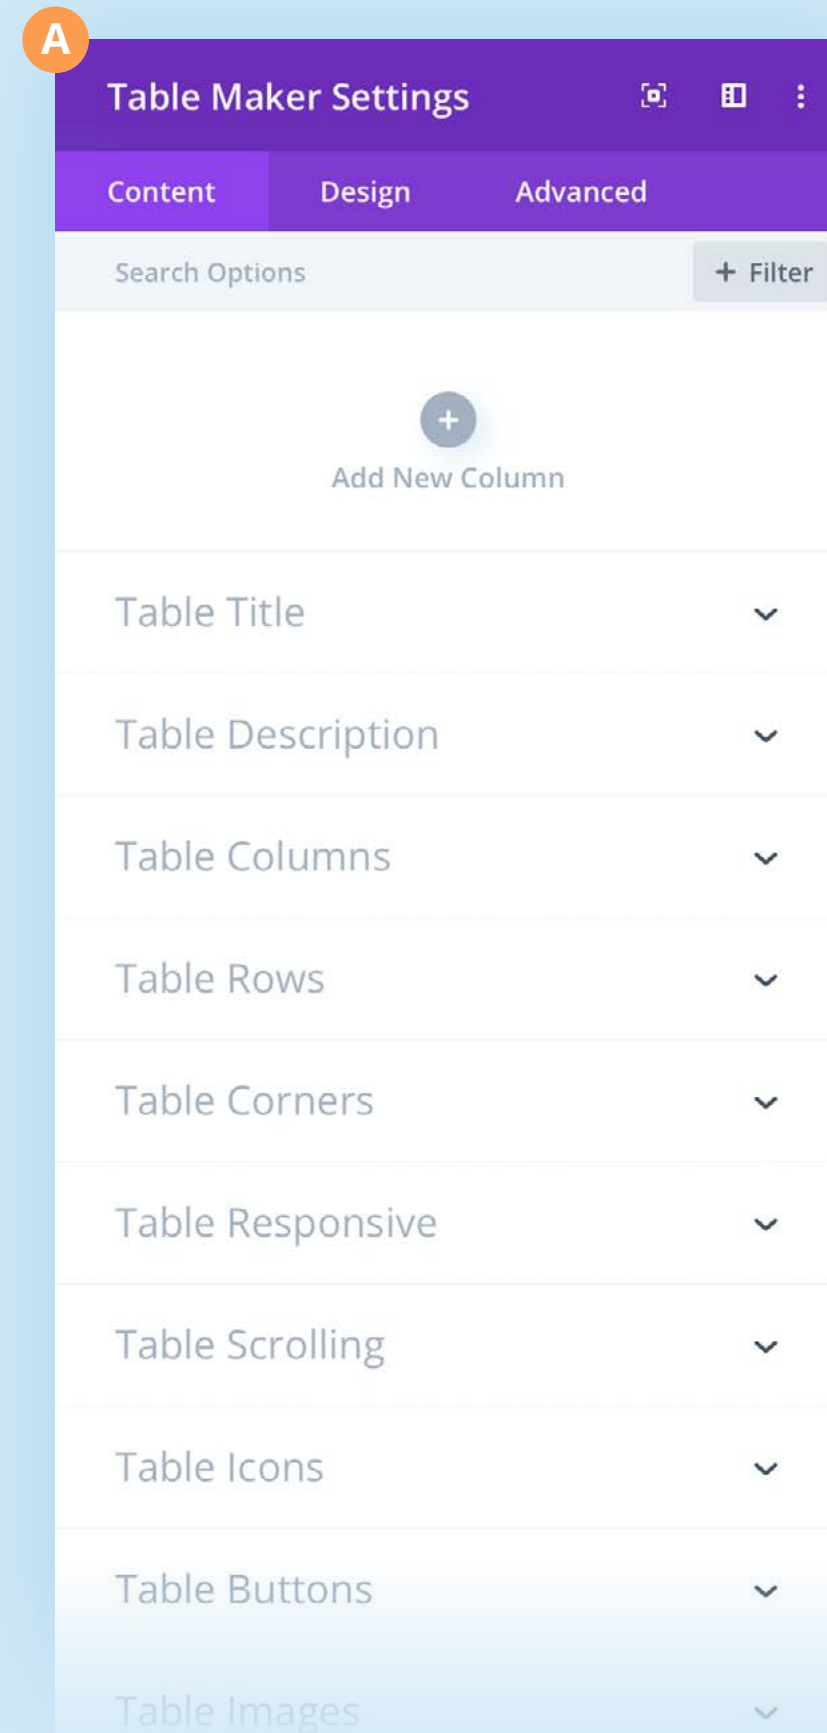 A
Table Maker Settings
Content Design Advanced
Search Options + Filter
Add New Column
Table Title
Table Description
Table Columns
Table Rows
Table Corners
Table Responsive
Table Scrolling
Table Icons
Table Buttons
Table Images